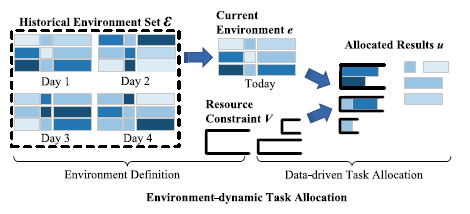 Historical Environment Set ℰ
Day 1
Day 2
Day 3
Day 4
Current
Environment e
Today
Resource
Constraint V
Allocated Results u
Environment Definition
Data-driven Task Allocation
Environment–dynamic Task Allocation